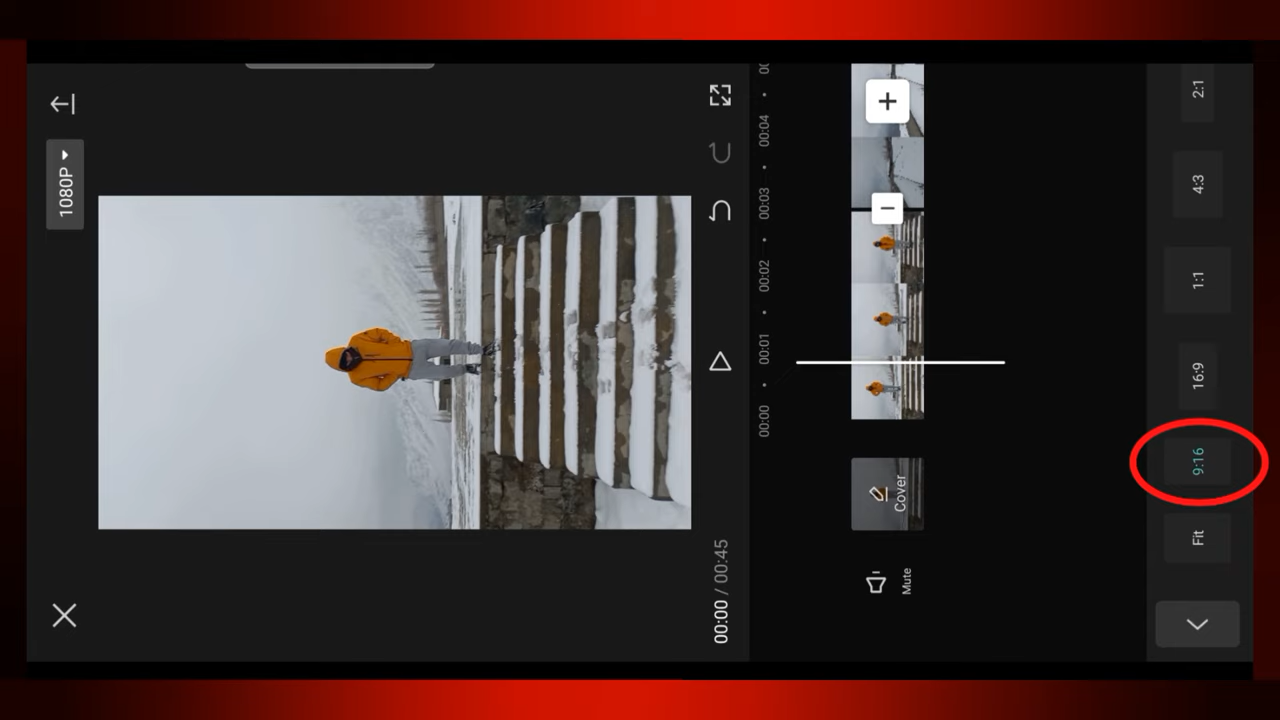 1080P
00:00 / 00:45
00:00 • 00:01 • 00:02 • 00:03 • 00:04 •
Cover
Mute
Fit 9:16 16:9 1:1 4:3 2:1